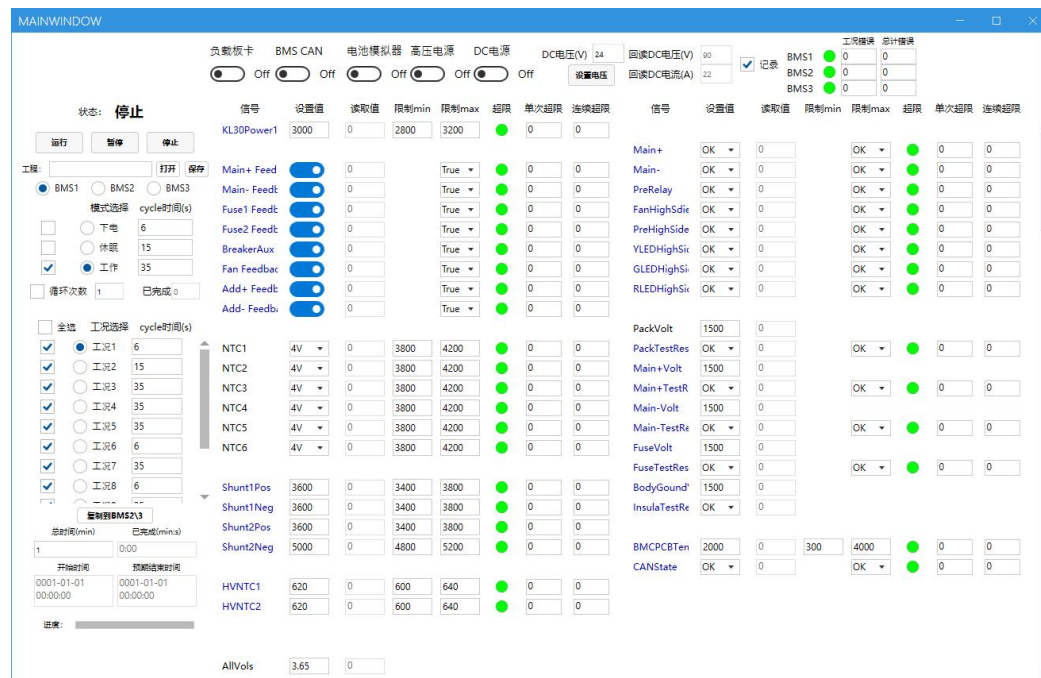 MAINWINDOW
负载板卡 BMS CAN 电池模拟器 高压电源 DC电源
Off Off Off Off Off
DC电压(V) 24 回读DC电压(V) 90
设置电压 回读DC电流(A) 22
记录
工况错误 总计错误
BMS1 0 0
BMS2 0 0
BMS3 0 0
状态: 停止
运行 暂停 停止
工程: 打开 保存
BMS1 BMS2 BMS3
模式选择 cycle时间(s)
下电 6
休眠 15
工作 35
循环次数 1 已完成 0
全选 工况选择 cycle时间(s)
工况1 6
工况2 15
工况3 35
工况4 35
工况5 35
工况6 6
工况7 35
工况8 6
复制到BMS2\3
总时间(min) 已完成(min:s)
1 0:00
开始时间 预期结束时间
0001-01-01 0001-01-01
00:00:00 00:00:00
进度:
信号 设置值 读取值 限制min 限制max 超限 单次超限 连续超限
KL30Power1 3000 0 2800 3200 0 0
Main+ Feed 0 True 0 0
Main- Feedb 0 True 0 0
Fuse1 Feedb 0 True 0 0
Fuse2 Feedb 0 True 0 0
BreakerAux 0 True 0 0
Fan Feedbac 0 True 0 0
Add+ Feedb 0 True 0 0
Add- Feedb 0 True 0 0
NTC1 4V 0 3800 4200 0 0
NTC2 4V 0 3800 4200 0 0
NTC3 4V 0 3800 4200 0 0
NTC4 4V 0 3800 4200 0 0
NTC5 4V 0 3800 4200 0 0
NTC6 4V 0 3800 4200 0 0
Shunt1Pos 3600 0 3400 3800 0 0
Shunt1Neg 3600 0 3400 3800 0 0
Shunt2Pos 3600 0 3400 3800 0 0
Shunt2Neg 5000 0 4800 5200 0 0
HVNTC1 620 0 600 640 0 0
HVNTC2 620 0 600 640 0 0
AllVols 3.65 0
信号 设置值 读取值 限制min 限制max 超限 单次超限 连续超限
Main+ OK 0 OK 0 0
Main- OK 0 OK 0 0
PreRelay OK 0 OK 0 0
FanHighSdie OK 0 OK 0 0
PreHighSide OK 0 OK 0 0
YLEDHighSic OK 0 OK 0 0
GLEDHighSi OK 0 OK 0 0
RLEDHighSic OK 0 OK 0 0
PackVolt 1500 0
PackTestRes OK 0 OK 0 0
Main+Volt 1500 0
Main+TestR OK 0 OK 0 0
Main-Volt 1500 0
Main-TestRe OK 0 OK 0 0
FuseVolt 1500 0
FuseTestRes OK 0 OK 0 0
BodyGound 1500 0
InsulaTestRe OK 0
BMCPCBTen 2000 0 300 4000 0 0
CANState OK 0 OK 0 0